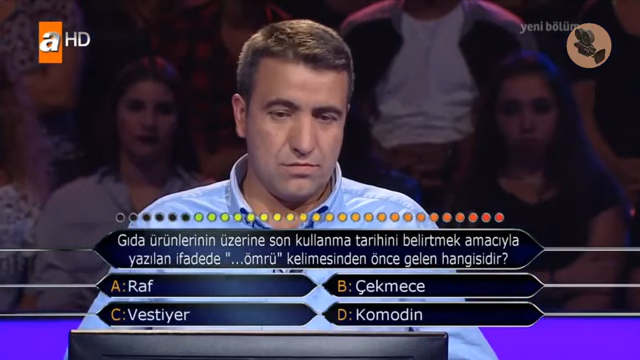 a HD
yeni bölüm
Gıda ürünlerinin üzerine son kullanma tarihini belirtmek amacıyla
yazılan ifadede "...ömrü" kelimesinden önce gelen hangisidir?
A: Raf
B: Çekmece
C: Vestiyer
D: Komodin